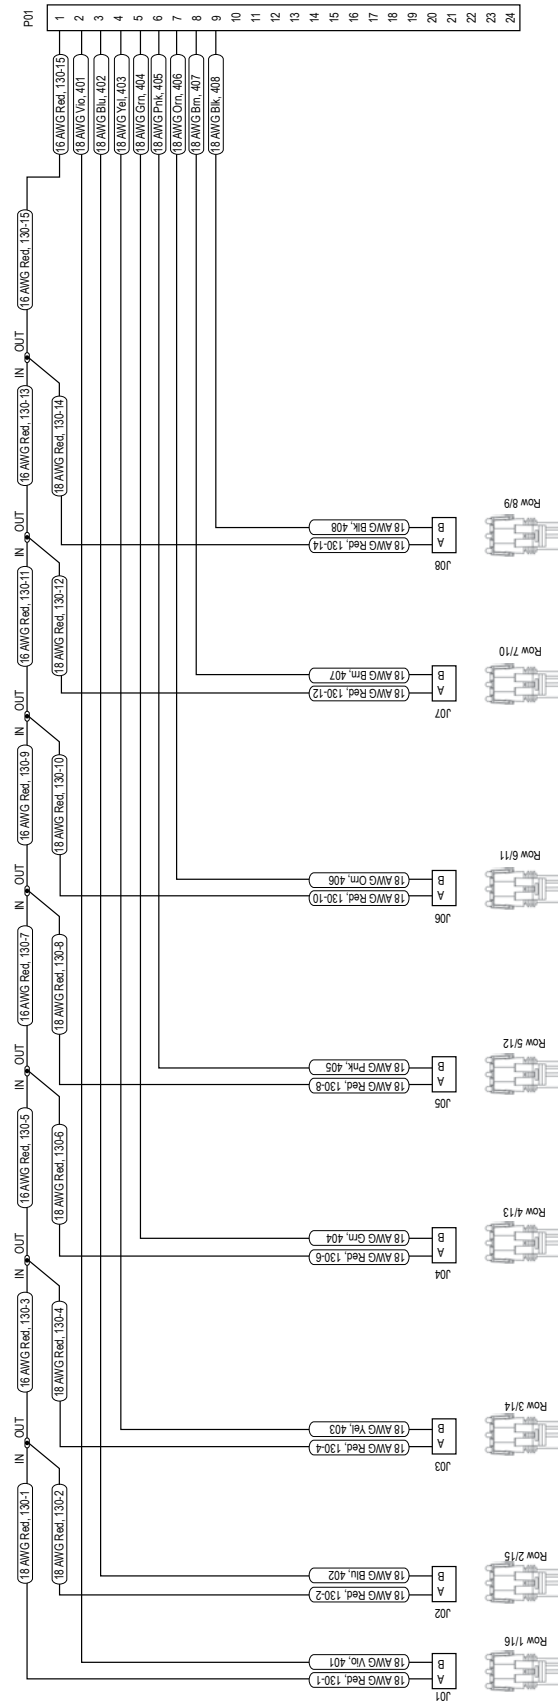 P01
1
2
3
4
5
6
7
8
9
10
11
12
13
14
15
16
17
18
19
20
21
22
23
24
16 AWG Red, 130-15
18 AWG Vio, 401
18 AWG Blu, 402
18 AWG Yel, 403
18 AWG Grn, 404
18 AWG Pnk, 405
18 AWG Orn, 406
18 AWG Brn, 407
18 AWG Blk, 408
16 AWG Red, 130-15
IN OUT
16 AWG Red, 130-13
18 AWG Red, 130-14
IN OUT
16 AWG Red, 130-11
18 AWG Red, 130-12
IN OUT
16 AWG Red, 130-9
18 AWG Red, 130-10
IN OUT
16 AWG Red, 130-7
18 AWG Red, 130-8
IN OUT
16 AWG Red, 130-5
18 AWG Red, 130-6
IN OUT
16 AWG Red, 130-3
18 AWG Red, 130-4
IN OUT
18 AWG Red, 130-1
18 AWG Red, 130-2
18 AWG Blk, 408
18 AWG Red, 130-14
B
A
J08
Row 8/9
18 AWG Brn, 407
18 AWG Red, 130-12
B
A
J07
Row 7/10
18 AWG Orn, 406
18 AWG Red, 130-10
B
A
J06
Row 6/11
18 AWG Pnk, 405
18 AWG Red, 130-8
B
A
J05
Row 5/12
18 AWG Grn, 404
18 AWG Red, 130-6
B
A
J04
Row 4/13
18 AWG Yel, 403
18 AWG Red, 130-4
B
A
J03
Row 3/14
18 AWG Blu, 402
18 AWG Red, 130-2
B
A
J02
Row 2/15
18 AWG Vio, 401
18 AWG Red, 130-1
B
A
J01
Row 1/16